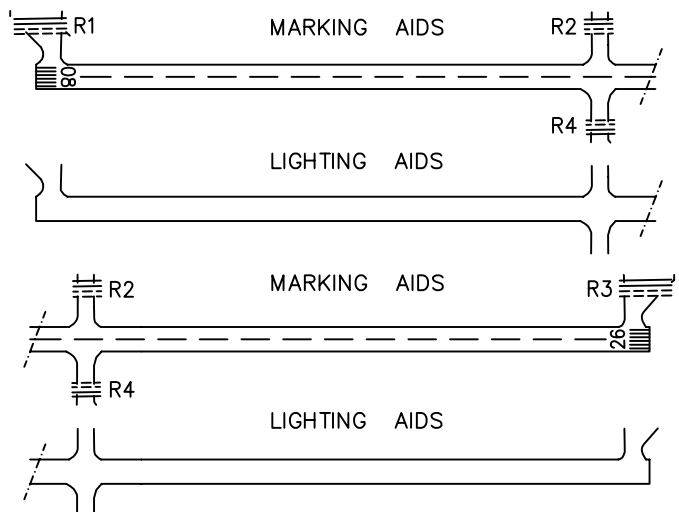 R1 MARKING AIDS R2
08
R4
LIGHTING AIDS
R2 MARKING AIDS R3
26
R4
LIGHTING AIDS